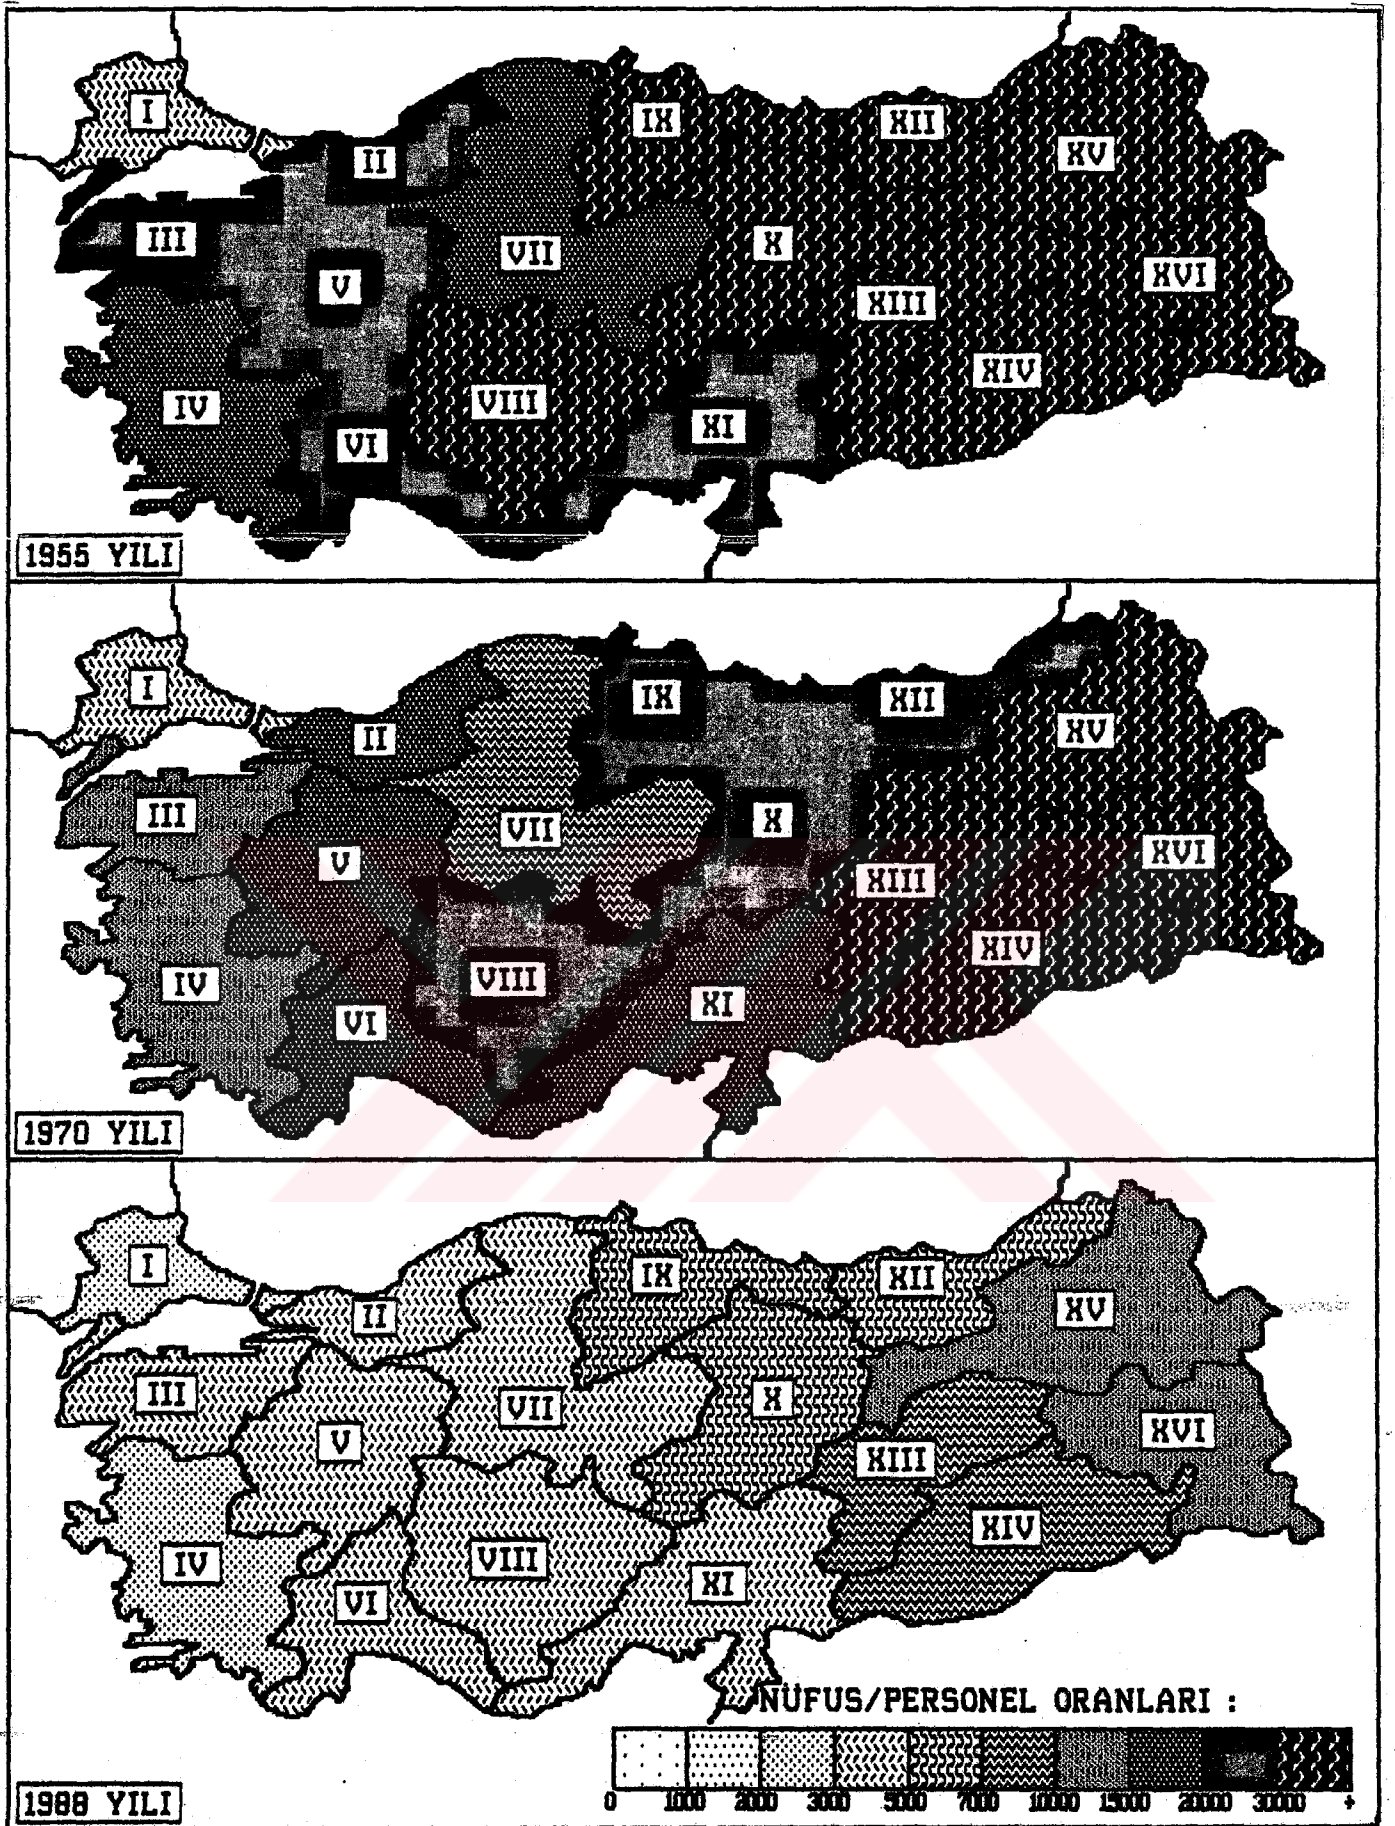 I
II
III
IV
V
VI
VII
VIII
IX
X
XI
XII
XIII
XIV
XV
XVI
1955 YILI
I
II
III
IV
V
VI
VII
VIII
IX
X
XI
XII
XIII
XIV
XV
XVI
1970 YILI
I
II
III
IV
V
VI
VII
VIII
IX
X
XI
XII
XIII
XIV
XV
XVI
NÜFUS/PERSONEL ORANLARI :
0 1000 2000 3000 5000 7000 10000 15000 20000 30000 +
1988 YILI